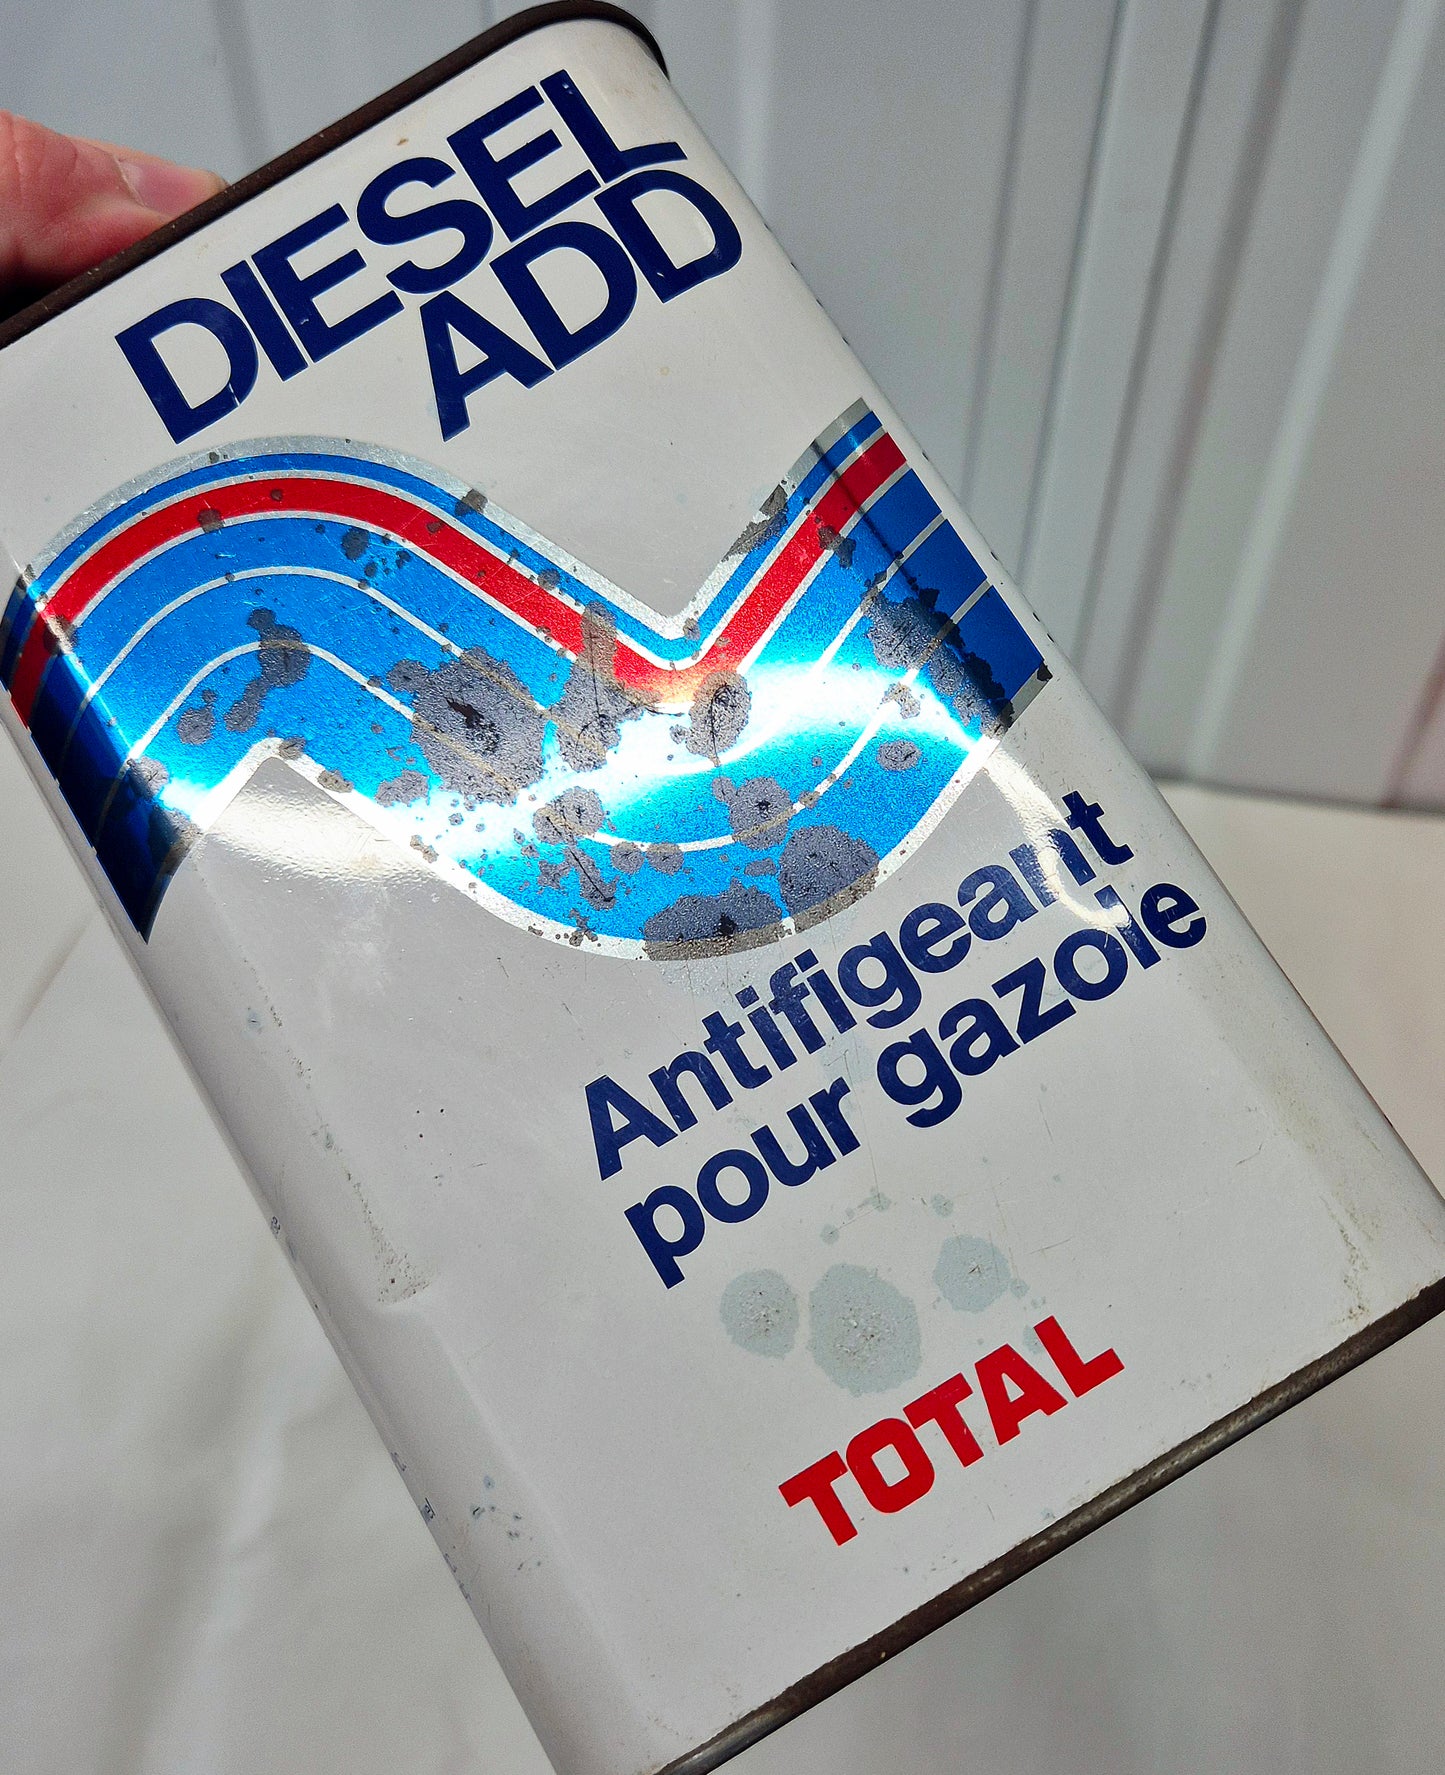 DIESEL
ADD
Antifigeant
pour gazole
TOTAL